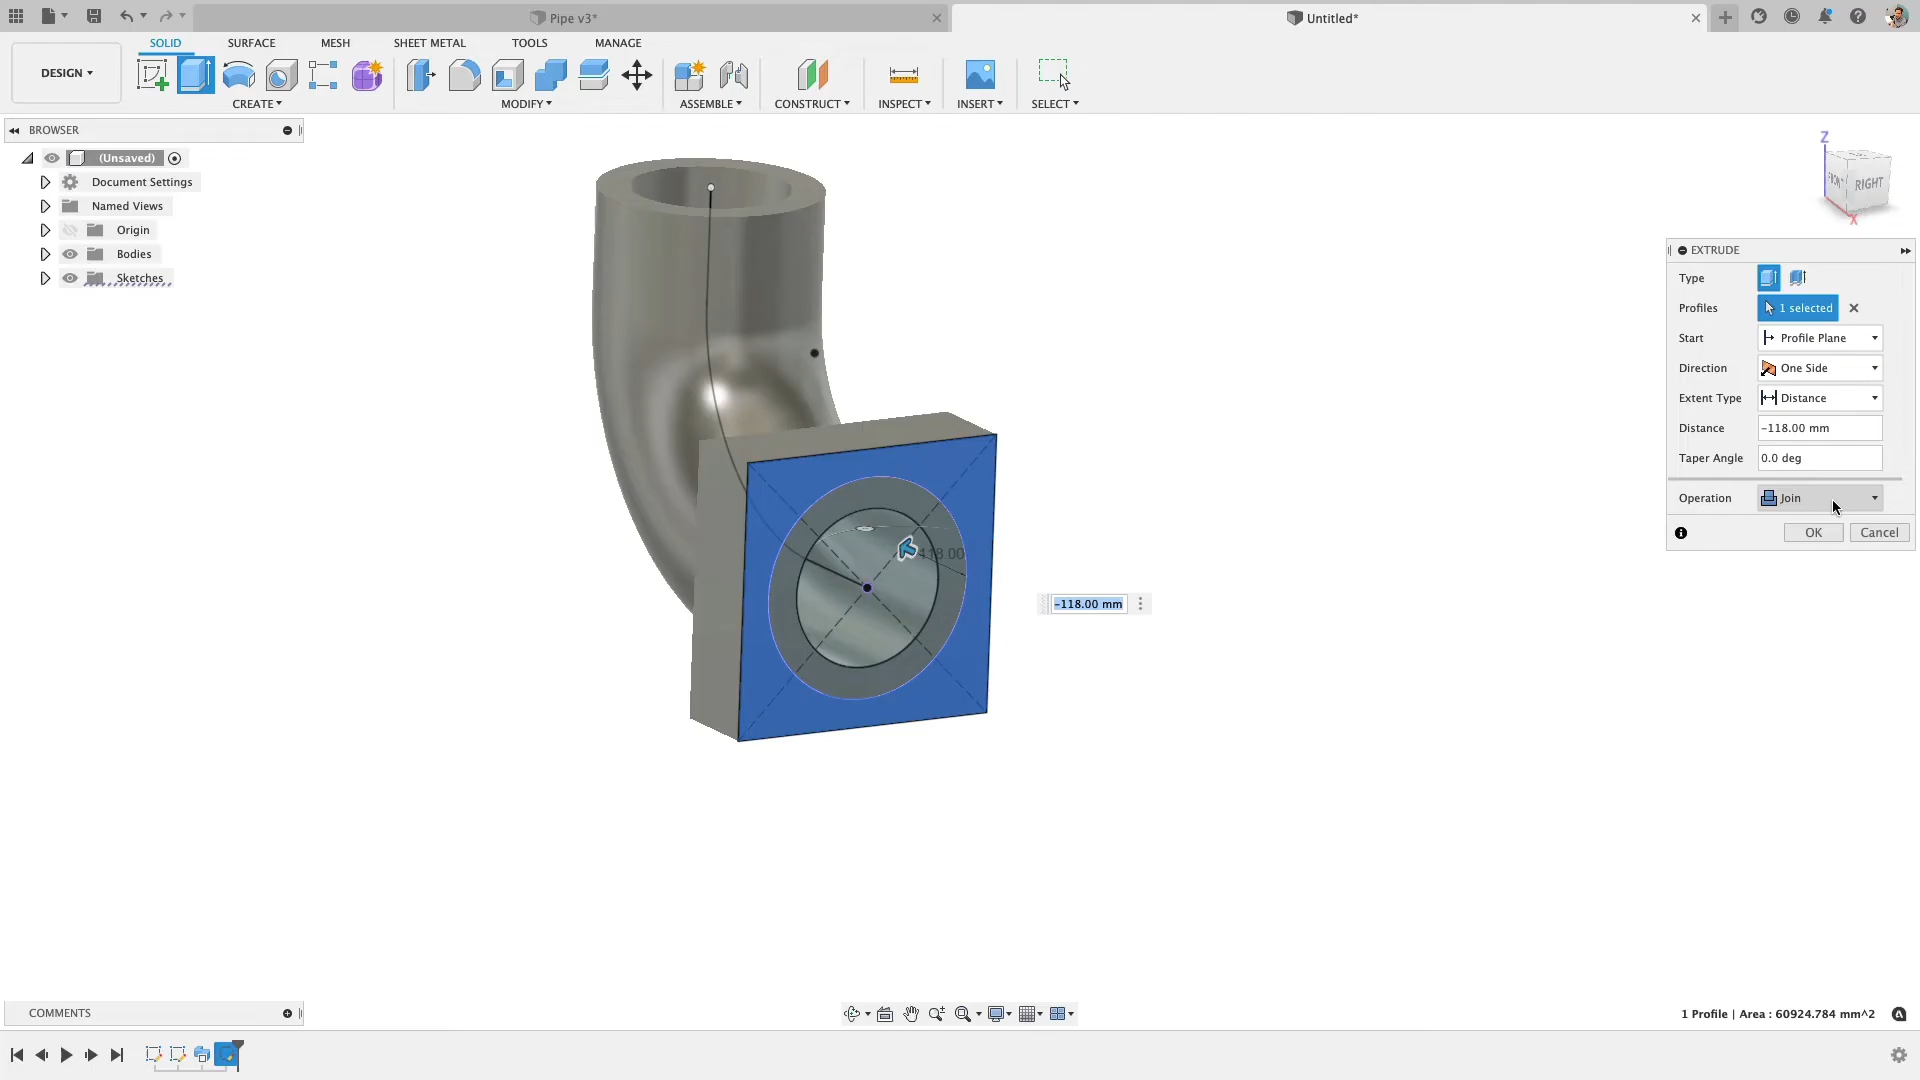 Pipe v3*
Untitled*
DESIGN
SOLID SURFACE MESH SHEET METAL TOOLS MANAGE
CREATE MODIFY ASSEMBLE CONSTRUCT INSPECT INSERT SELECT
BROWSER
(Unsaved)
Document Settings
Named Views
Origin
Bodies
Sketches
Z
FRONT RIGHT
X
EXTRUDE
Type
Profiles 1 selected
Start Profile Plane
Direction One Side
Extent Type Distance
Distance -118.00 mm
Taper Angle 0.0 deg
Operation Join
OK Cancel
118.00
-118.00 mm
COMMENTS
1 Profile | Area : 60924.784 mm^2